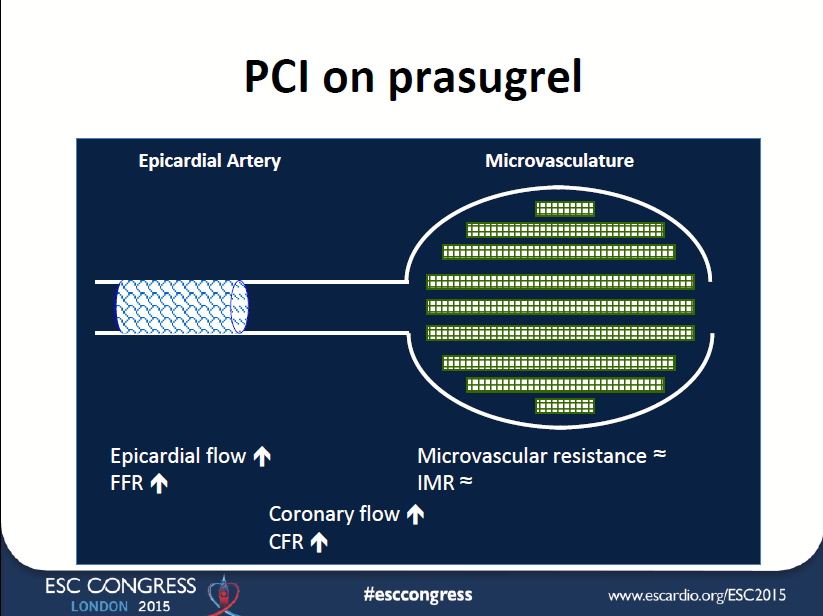 PCI on prasugrel
Epicardial Artery
Microvasculature
Epicardial flow ↑
FFR ↑
Microvascular resistance ≈
IMR ≈
Coronary flow ↑
CFR ↑
ESC CONGRESS
LONDON 2015
#esccongress
www.escardio.org/ESC2015